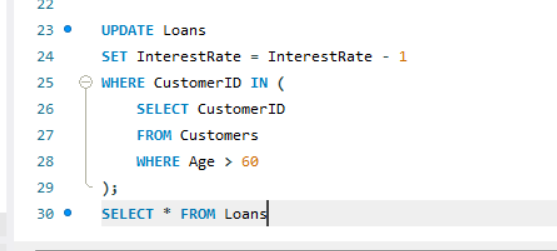 22
23 UPDATE Loans
24 SET InterestRate = InterestRate - 1
25 WHERE CustomerID IN (
26 SELECT CustomerID
27 FROM Customers
28 WHERE Age > 60
29 );
30 SELECT * FROM Loans